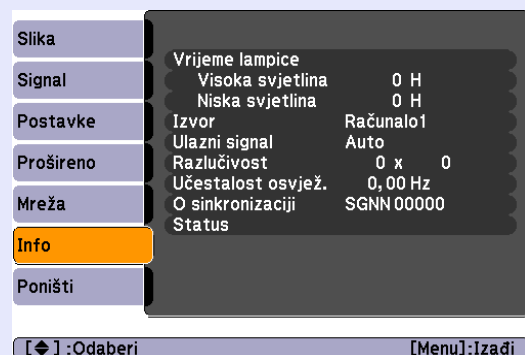 Slika
Signal
Postavke
Prošireno
Mreža
Info
Poništi
Vrijeme lampice
Visoka svjetlina 0 H
Niska svjetlina 0 H
Izvor Računalo1
Ulazni signal Auto
Razlučivost 0 x 0
Učestalost osvjež. 0,00 Hz
O sinkronizaciji SGNN 00000
Status
[◆] :Odaberi [Menu]:Izađi